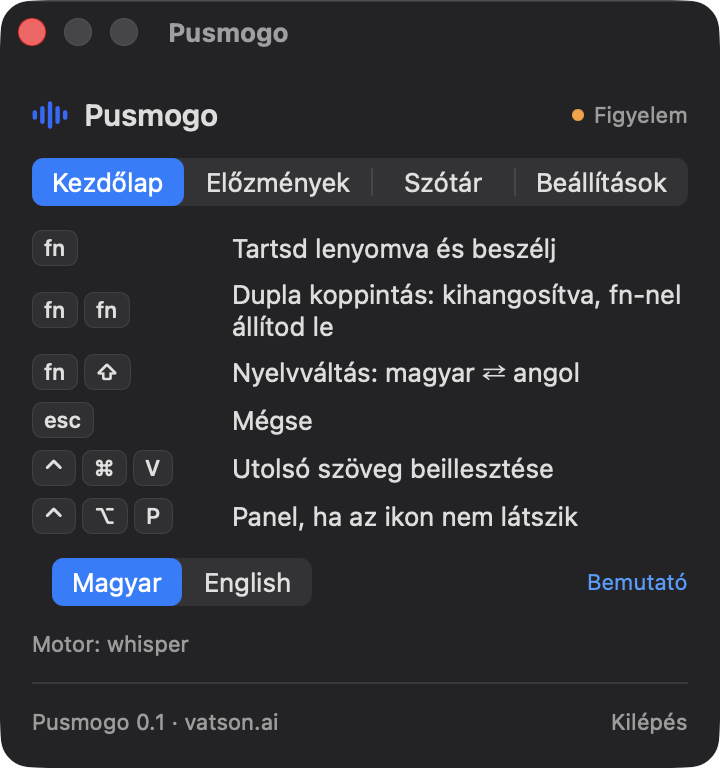 Pusmogo
Pusmogo
Figyelem
Kezdőlap Előzmények Szótár Beállítások
fn Tartsd lenyomva és beszélj
fn fn Dupla koppintás: kihangosítva, fn-nel
állítod le
fn ⇧ Nyelvváltás: magyar ⇄ angol
esc Mégse
^ ⌘ V Utolsó szöveg beillesztése
^ ⌥ P Panel, ha az ikon nem látszik
Magyar English Bemutató
Motor: whisper
Pusmogo 0.1 · vatson.ai Kilépés